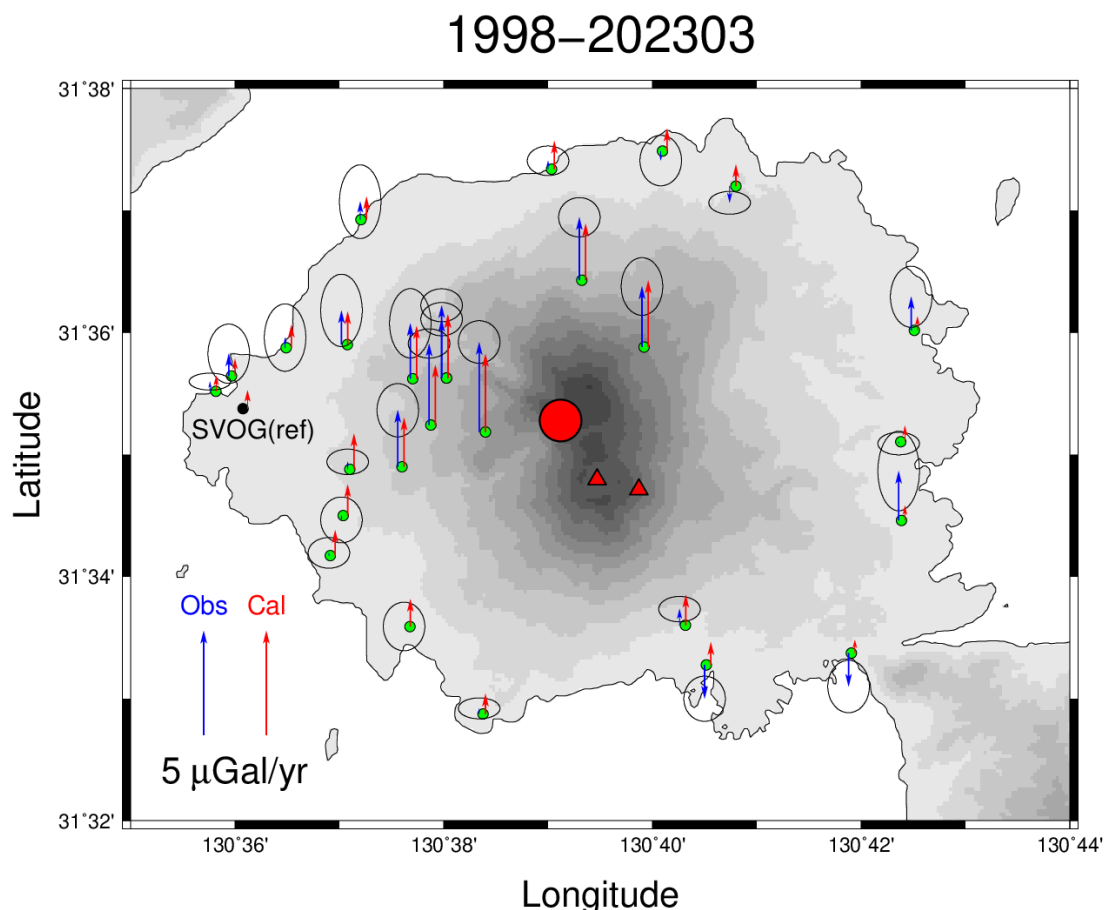 1998–202303
31°38'
31°36'
31°34'
31°32'
Latitude
SVOG(ref)
Obs
Cal
5 μGal/yr
130°36'
130°38'
130°40'
130°42'
130°44'
Longitude